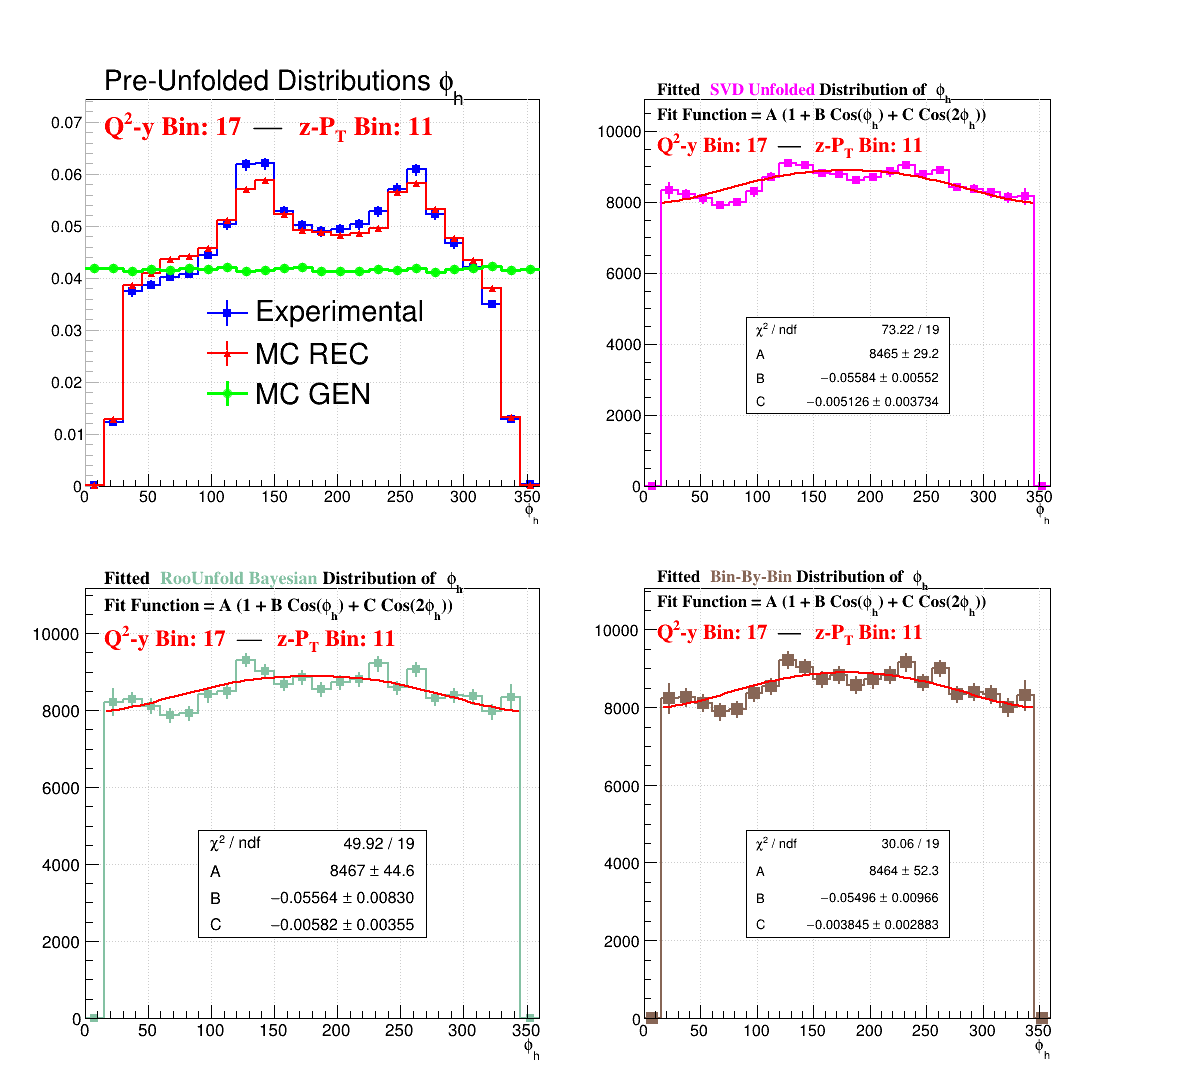 Pre-Unfolded Distributions ϕh
Q²-y Bin: 17 — z-PT Bin: 11
0.07
0.06
0.05
0.04
0.03
0.02
0.01
0
Experimental
MC REC
MC GEN
0 50 100 150 200 250 300 350
ϕh
Fitted SVD Unfolded Distribution of ϕh
Fit Function = A (1 + B Cos(ϕh) + C Cos(2ϕh))
Q²-y Bin: 17 — z-PT Bin: 11
10000
8000
6000
4000
2000
0
χ² / ndf 73.22 / 19
A 8465 ± 29.2
B −0.05584 ± 0.00552
C −0.005126 ± 0.003734
0 50 100 150 200 250 300 350
ϕh
Fitted RooUnfold Bayesian Distribution of ϕh
Fit Function = A (1 + B Cos(ϕh) + C Cos(2ϕh))
Q²-y Bin: 17 — z-PT Bin: 11
10000
8000
6000
4000
2000
0
χ² / ndf 49.92 / 19
A 8467 ± 44.6
B −0.05564 ± 0.00830
C −0.00582 ± 0.00355
0 50 100 150 200 250 300 350
ϕh
Fitted Bin-By-Bin Distribution of ϕh
Fit Function = A (1 + B Cos(ϕh) + C Cos(2ϕh))
Q²-y Bin: 17 — z-PT Bin: 11
10000
8000
6000
4000
2000
0
χ² / ndf 30.06 / 19
A 8464 ± 52.3
B −0.05496 ± 0.00966
C −0.003845 ± 0.002883
0 50 100 150 200 250 300 350
ϕh